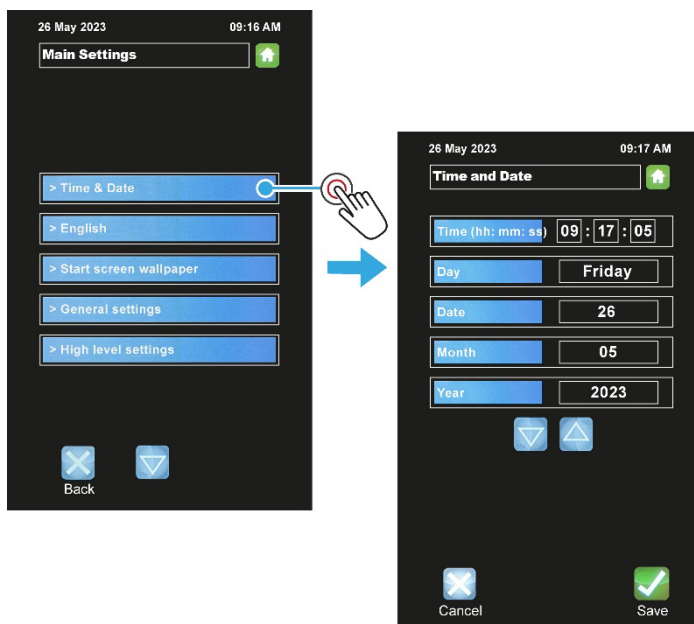 26 May 2023 09:16 AM
Main Settings
> Time & Date
> English
> Start screen wallpaper
> General settings
> High level settings
Back
26 May 2023 09:17 AM
Time and Date
Time (hh: mm: ss) 09 : 17 : 05
Day Friday
Date 26
Month 05
Year 2023
Cancel Save